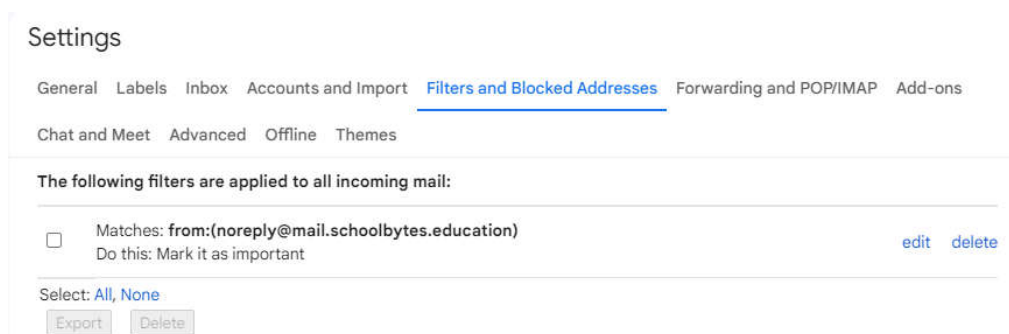 Settings
General Labels Inbox Accounts and Import Filters and Blocked Addresses Forwarding and POP/IMAP Add-ons
Chat and Meet Advanced Offline Themes
The following filters are applied to all incoming mail:
Matches: from:(noreply@mail.schoolbytes.education)
Do this: Mark it as important
edit delete
Select: All, None
Export Delete